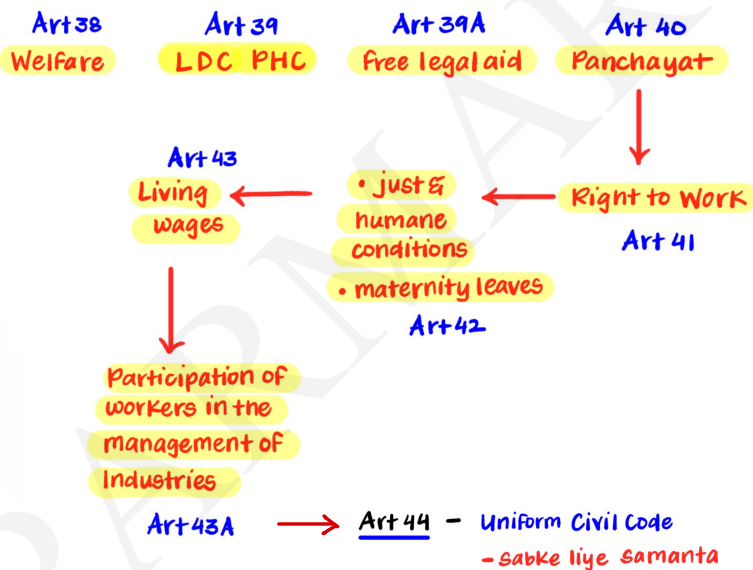 Art 38 Art 39 Art 39A Art 40
Welfare LDC PHC Free legal aid Panchayat
Right to Work
Art 41
• just &
humane
conditions
• maternity leaves
Art 42
Art 43
Living
wages
Participation of
workers in the
management of
Industries
Art 43A → Art 44 - Uniform Civil Code
- sabke liye samanta
PARMAR